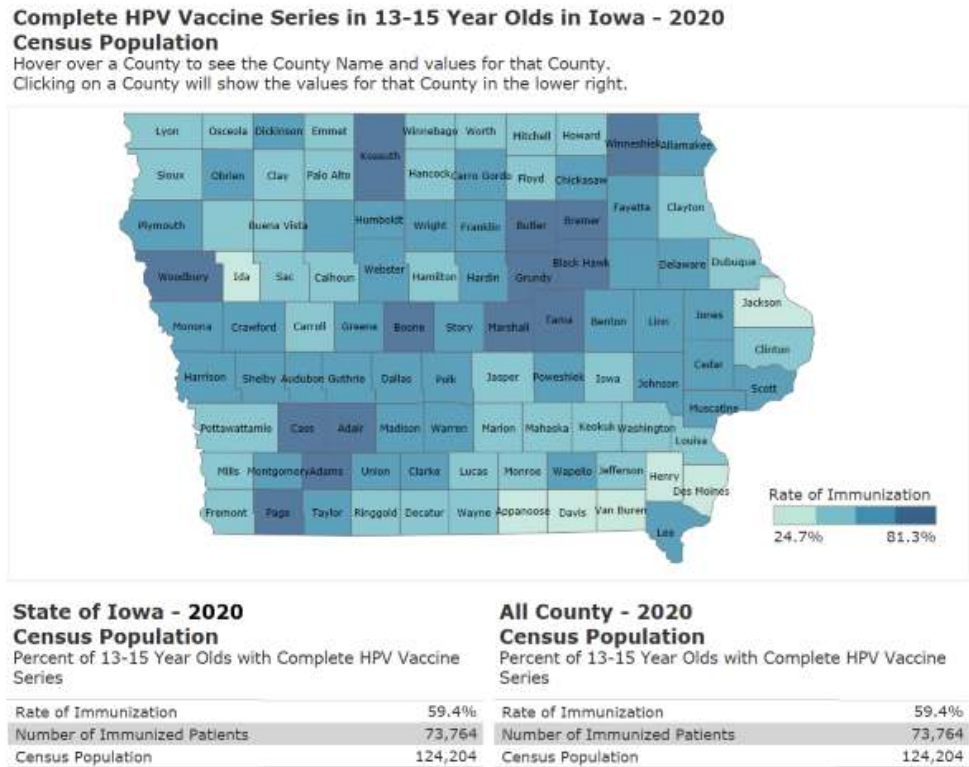 Complete HPV Vaccine Series in 13-15 Year Olds in Iowa - 2020
Census Population
Hover over a County to see the County Name and values for that County.
Clicking on a County will show the values for that County in the lower right.
Lyon Osceola Dickinson Emmet Kossuth Winnebago Worth Mitchell Howard Winneshiek Allamakee
Sioux Obrien Clay Palo Alto Hancock Cerro Gordo Floyd Chickasaw
Plymouth Buena Vista Humboldt Wright Franklin Butler Bremer Fayette Clayton
Woodbury Ida Sac Calhoun Webster Hamilton Hardin Grundy Black Hawk Delaware Dubuque
Jackson
Monona Crawford Carroll Greene Boone Story Marshall Tama Benton Linn Jones
Clinton
Harrison Shelby Audubon Guthrie Dallas Polk Jasper Poweshiek Iowa Johnson Cedar Scott
Muscatine
Pottawattamie Cass Adair Madison Warren Marion Mahaska Keokuk Washington
Louisa
Mills Montgomery Adams Union Clarke Lucas Monroe Wapello Jefferson Henry
Des Moines
Fremont Page Taylor Ringgold Decatur Wayne Appanoose Davis Van Buren
Lee
Rate of Immunization
24.7% 81.3%
State of Iowa - 2020
Census Population
Percent of 13-15 Year Olds with Complete HPV Vaccine
Series
Rate of Immunization 59.4%
Number of Immunized Patients 73,764
Census Population 124,204
All County - 2020
Census Population
Percent of 13-15 Year Olds with Complete HPV Vaccine
Series
Rate of Immunization 59.4%
Number of Immunized Patients 73,764
Census Population 124,204